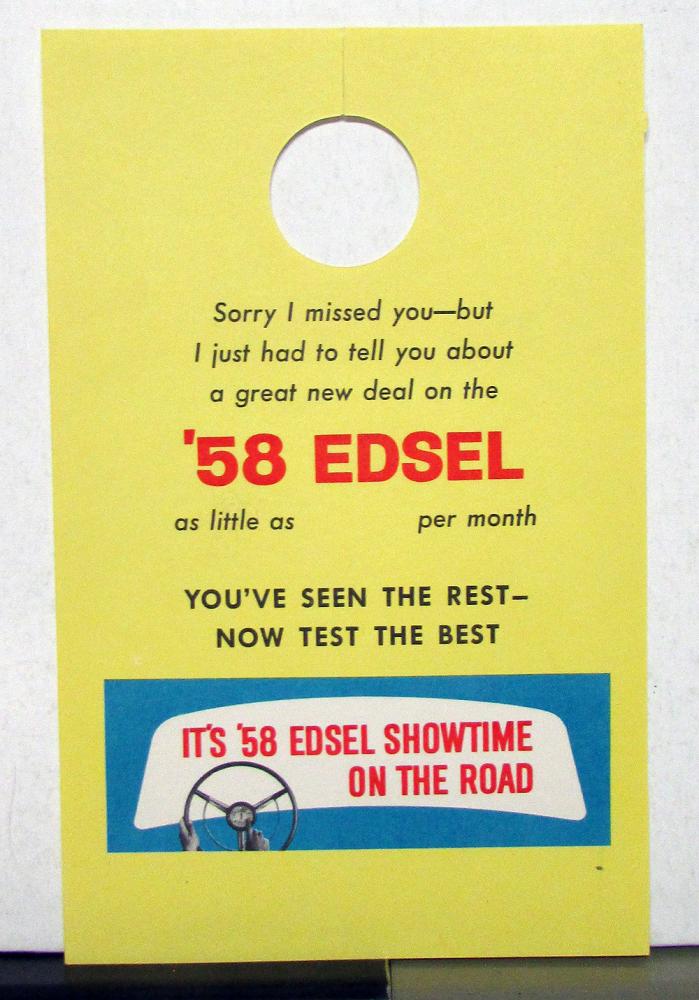 Sorry I missed you—but
I just had to tell you about
a great new deal on the
'58 EDSEL
as little as per month
YOU'VE SEEN THE REST—
NOW TEST THE BEST
IT'S '58 EDSEL SHOWTIME
ON THE ROAD